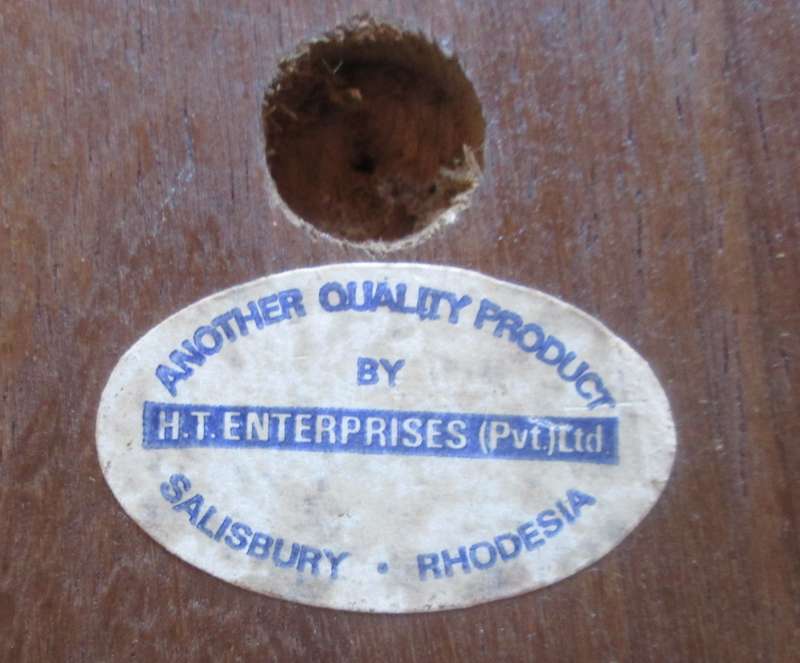 ANOTHER QUALITY PRODUCT
BY
H.T. ENTERPRISES (Pvt.) Ltd.
SALISBURY • RHODESIA